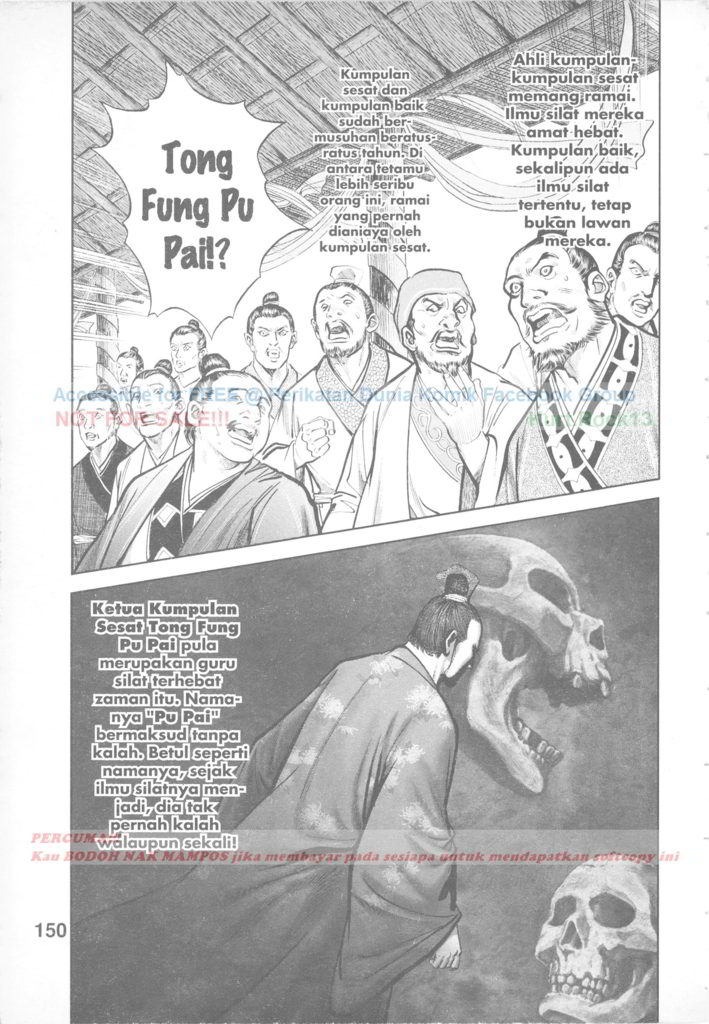 Ahli kumpulan-
kumpulan sesat
memang ramai.
Ilmu silat mereka
amat hebat.
Kumpulan baik,
sekalipun ada
ilmu silat
tertentu, tetap
bukan lawan
mereka.
Kumpulan
sesat dan
kumpulan baik
sudah ber-
musuhan beratus-
ratus tahun. Di
antara tetamu
lebih seribu
orang ini, ramai
yang pernah
dianiaya oleh
kumpulan sesat.
Tong
Fung Pu
Pai!?
Accessible for FREE @ Perikatan Dunia Komik Facebook Group
NOT FOR SALE!!!
Kurt Rock13
Ketua Kumpulan
Sesat Tong Fung
Pu Pai pula
merupakan guru
silat terhebat
zaman itu. Nama-
nya "Pu Pai"
bermaksud tanpa
kalah. Betul seperti
namanya, sejak
ilmu silatnya men-
jadi, dia tak
pernah kalah
walaupun sekali!
PERCUMA!!
Kau BODOH NAK MAMPOS jika membayar pada sesiapa untuk mendapatkan softcopy ini
150